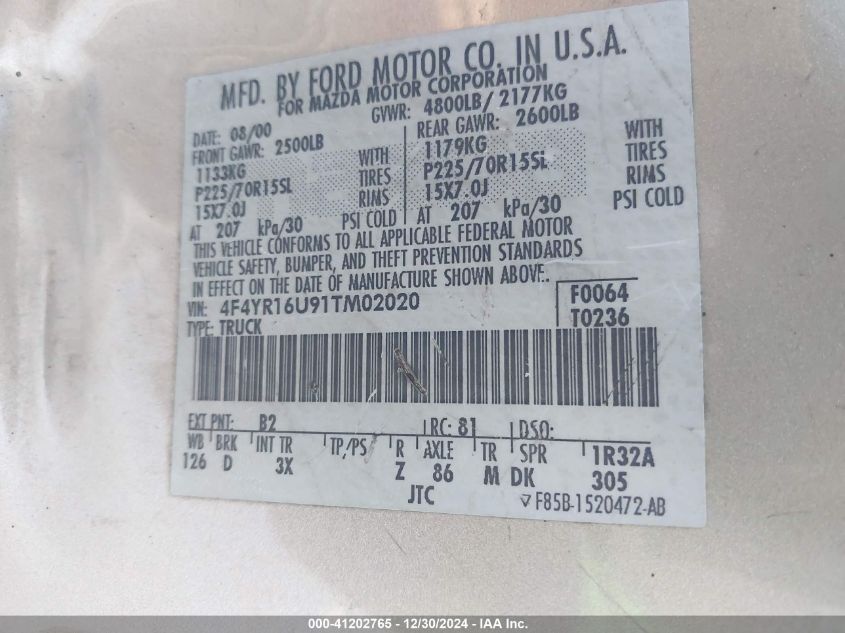 MFD. BY FORD MOTOR CO. IN U.S.A.
FOR MAZDA MOTOR CORPORATION
GVWR: 4800LB/ 2177KG
DATE: 08/00
FRONT GAWR: 2500LB
1133KG WITH
P225/70R15SL TIRES
15X7.0J RIMS
AT 207 kPa/30 PSI COLD
REAR GAWR: 2600LB
1179KG WITH
P225/70R15SL TIRES
15X7.0J RIMS
AT 207 kPa/30 PSI COLD
THIS VEHICLE CONFORMS TO ALL APPLICABLE FEDERAL MOTOR
VEHICLE SAFETY, BUMPER, AND THEFT PREVENTION STANDARDS
IN EFFECT ON THE DATE OF MANUFACTURE SHOWN ABOVE.
VIN: 4F4YR16U91TM02020
TYPE: TRUCK
F0064
T0236
EXT PNT: B2 RC: 81 DSO:
WB BRK INT TR TP/PS R AXLE TR SPR 1R32A
126 D 3X Z 86 M DK 305
JTC F85B-1520472-AB
000-41202765 - 12/30/2024 - IAA Inc.